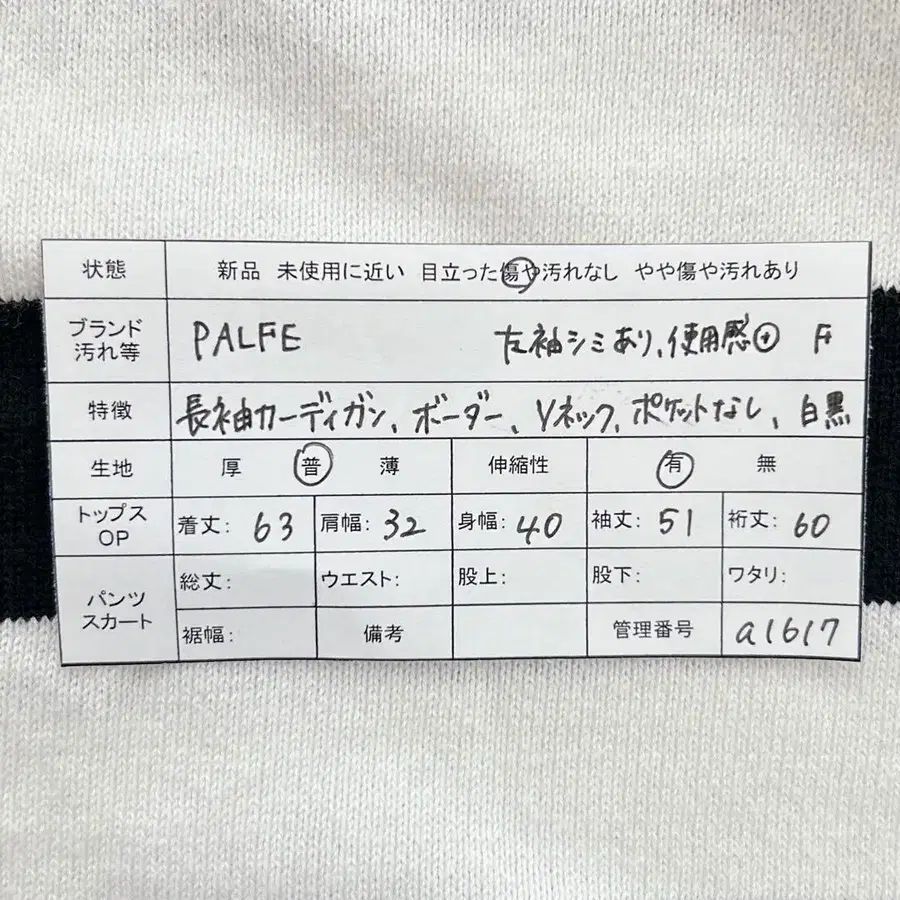 状態 新品 未使用に近い 目立った傷や汚れなし やや傷や汚れあり
ブランド
汚れ等
PALFE 左袖シミあり、使用感⊕ F
特徴 長袖カーディガン、ボーダー、Vネック、ポケットなし、白黒
生地 厚 普 薄 伸縮性 有 無
トップス
OP
着丈: 63 肩幅: 32 身幅: 40 袖丈: 51 裄丈: 60
パンツ
スカート
総丈: ウエスト: 股上: 股下: ワタリ:
裾幅: 備考 管理番号 a1617